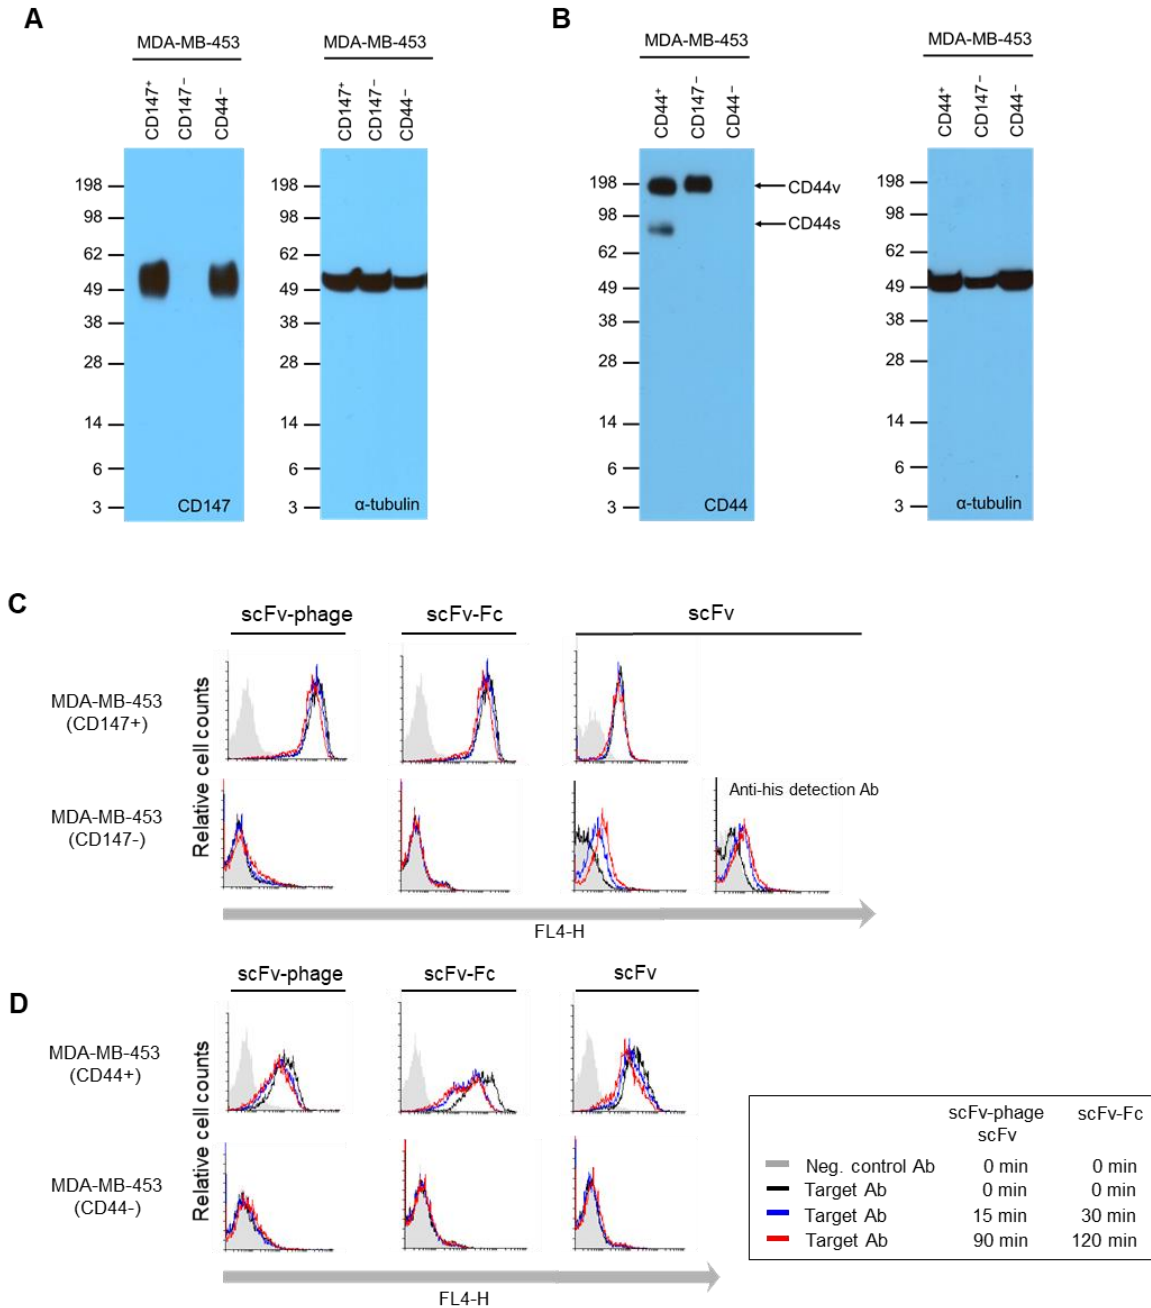 A
MDA-MB-453
MDA-MB-453
CD147⁺
CD147⁻
CD44⁻
CD147⁺
CD147⁻
CD44⁻
198
98
62
49
38
28
14
6
3
CD147
198
98
62
49
38
28
14
6
3
α-tubulin
B
MDA-MB-453
MDA-MB-453
CD44⁺
CD147⁻
CD44⁻
CD44⁺
CD147⁻
CD44⁻
198
98
62
49
38
28
14
6
3
CD44v
CD44s
CD44
198
98
62
49
38
28
14
6
3
α-tubulin
C
scFv-phage
scFv-Fc
scFv
MDA-MB-453
(CD147+)
MDA-MB-453
(CD147-)
Relative cell counts
Anti-his detection Ab
FL4-H
D
scFv-phage
scFv-Fc
scFv
MDA-MB-453
(CD44+)
MDA-MB-453
(CD44-)
Relative cell counts
FL4-H
scFv-phage scFv-Fc
scFv
Neg. control Ab 0 min 0 min
Target Ab 0 min 0 min
Target Ab 15 min 30 min
Target Ab 90 min 120 min